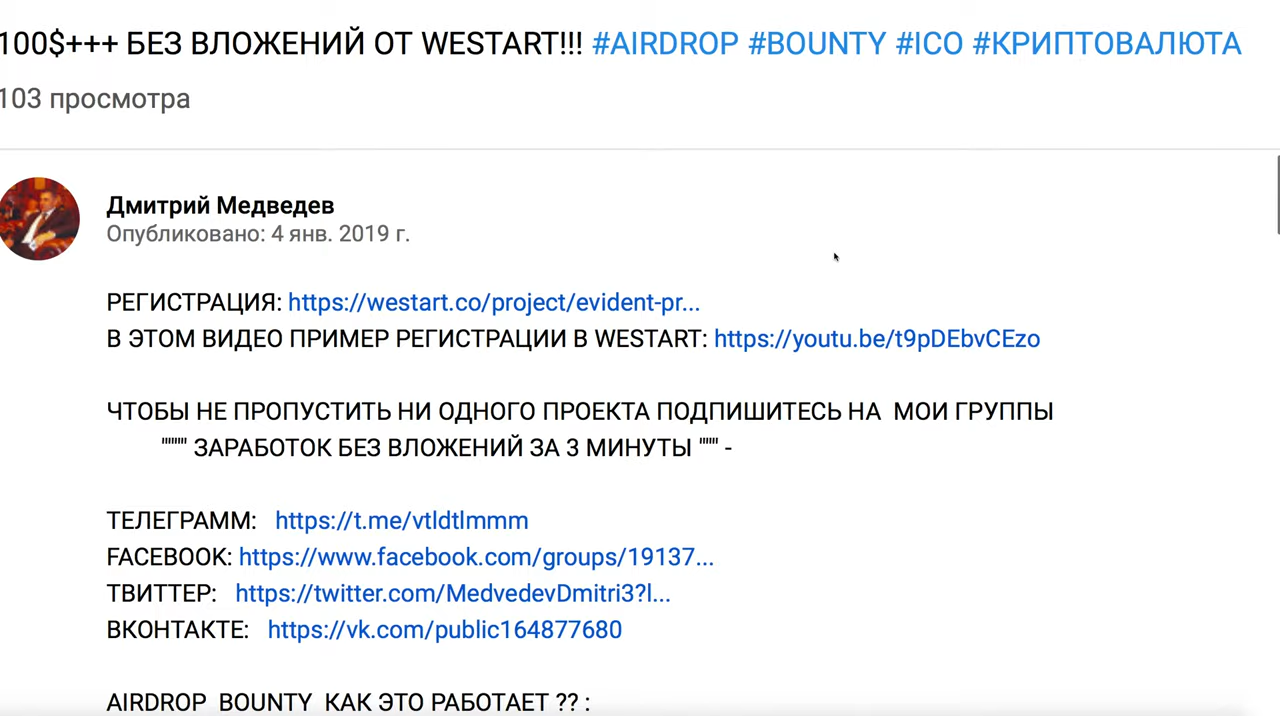 100$+++ БЕЗ ВЛОЖЕНИЙ ОТ WESTART!!! #AIRDROP #BOUNTY #ICO #КРИПТОВАЛЮТА
103 просмотра
Дмитрий Медведев
Опубликовано: 4 янв. 2019 г.
РЕГИСТРАЦИЯ: https://westart.co/project/evident-pr...
В ЭТОМ ВИДЕО ПРИМЕР РЕГИСТРАЦИИ В WESTART: https://youtu.be/t9pDEbvCEzo
ЧТОБЫ НЕ ПРОПУСТИТЬ НИ ОДНОГО ПРОЕКТА ПОДПИШИТЕСЬ НА МОИ ГРУППЫ
""""" ЗАРАБОТОК БЕЗ ВЛОЖЕНИЙ ЗА 3 МИНУТЫ """" -
ТЕЛЕГРАММ: https://t.me/vtldtlmmm
FACEBOOK: https://www.facebook.com/groups/19137...
ТВИТТЕР: https://twitter.com/MedvedevDmitri3?l...
ВКОНТАКТЕ: https://vk.com/public164877680
AIRDROP BOUNTY КАК ЭТО РАБОТАЕТ ?? :